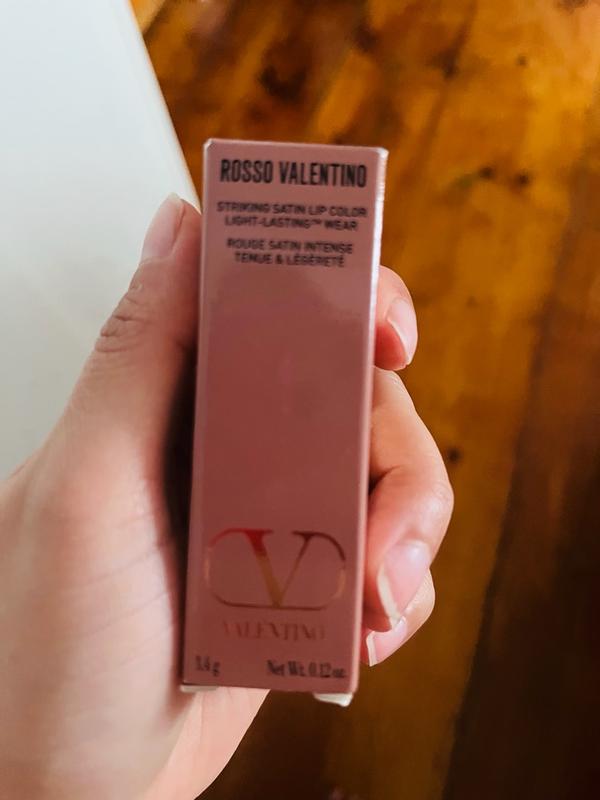 ROSSO VALENTINO
STRIKING SATIN LIP COLOR
LIGHT-LASTING™ WEAR
ROUGE SATIN INTENSE
TENUE & LÉGÈRETÉ
V
VALENTINO
3.4 g Net Wt. 0.12 oz.